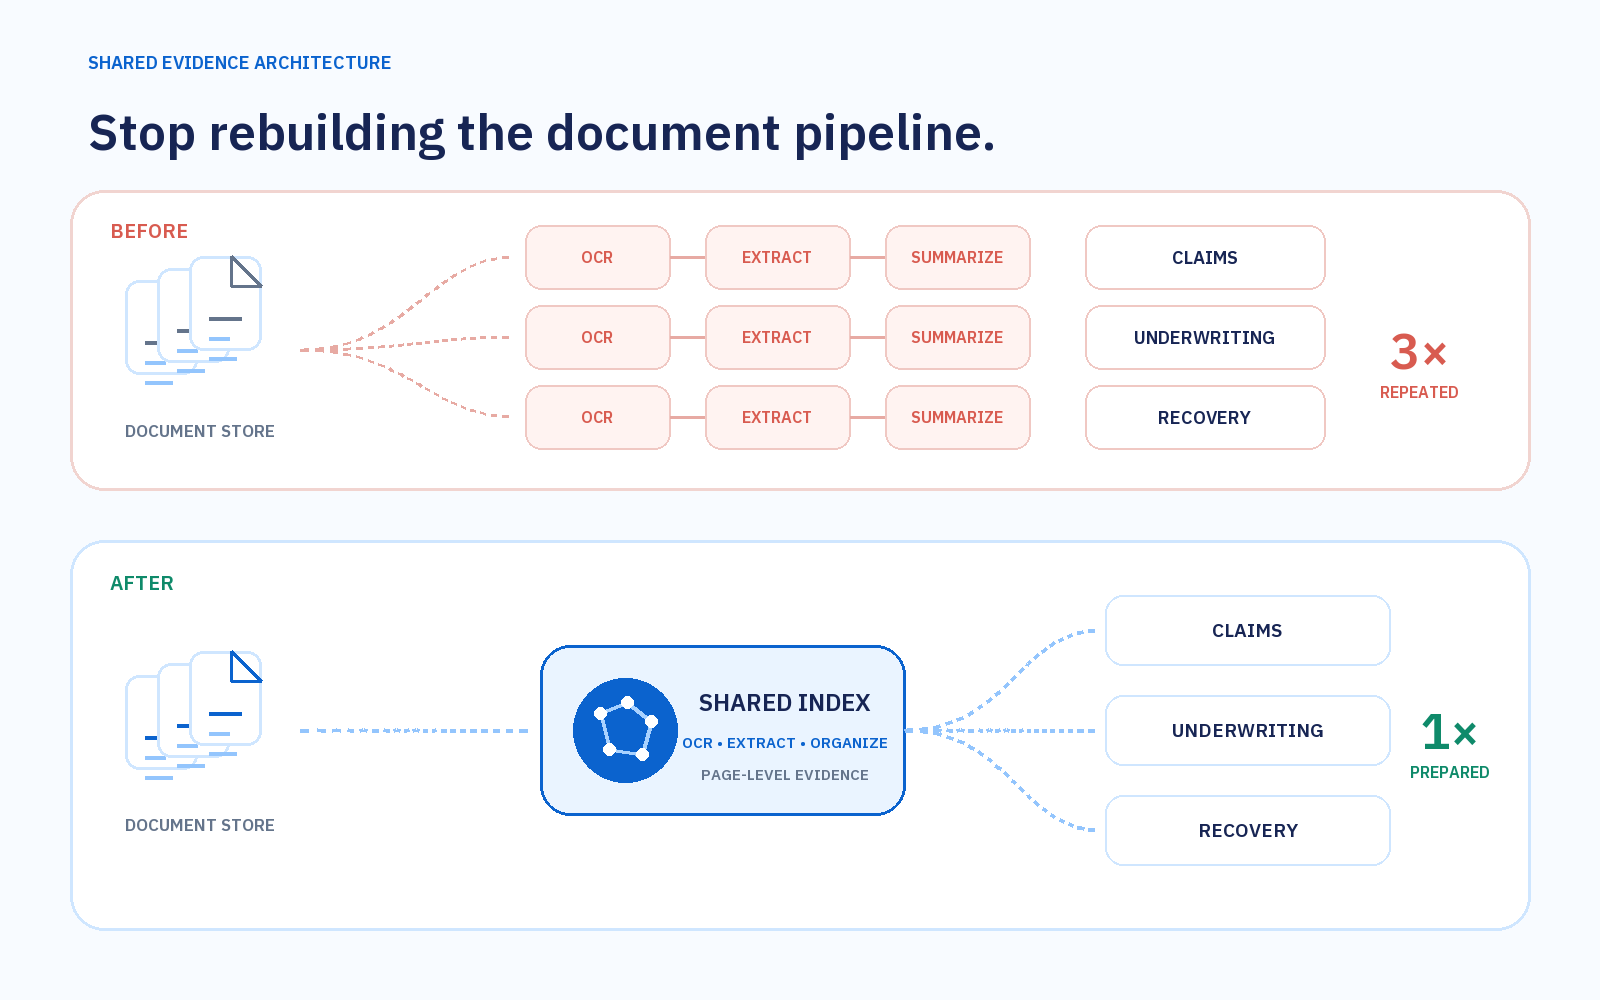 SHARED EVIDENCE ARCHITECTURE
Stop rebuilding the document pipeline.
BEFORE
DOCUMENT STORE
OCR
EXTRACT
SUMMARIZE
CLAIMS
OCR
EXTRACT
SUMMARIZE
UNDERWRITING
OCR
EXTRACT
SUMMARIZE
RECOVERY
3×
REPEATED
AFTER
DOCUMENT STORE
SHARED INDEX
OCR • EXTRACT • ORGANIZE
PAGE-LEVEL EVIDENCE
CLAIMS
UNDERWRITING
RECOVERY
1×
PREPARED